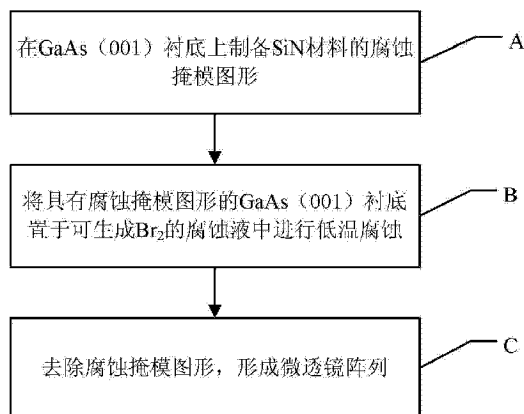 在GaAs（001）衬底上制备SiN材料的腐蚀
掩模图形
A
将具有腐蚀掩模图形的GaAs（001）衬底
置于可生成Br₂的腐蚀液中进行低温腐蚀
B
去除腐蚀掩模图形，形成微透镜阵列
C